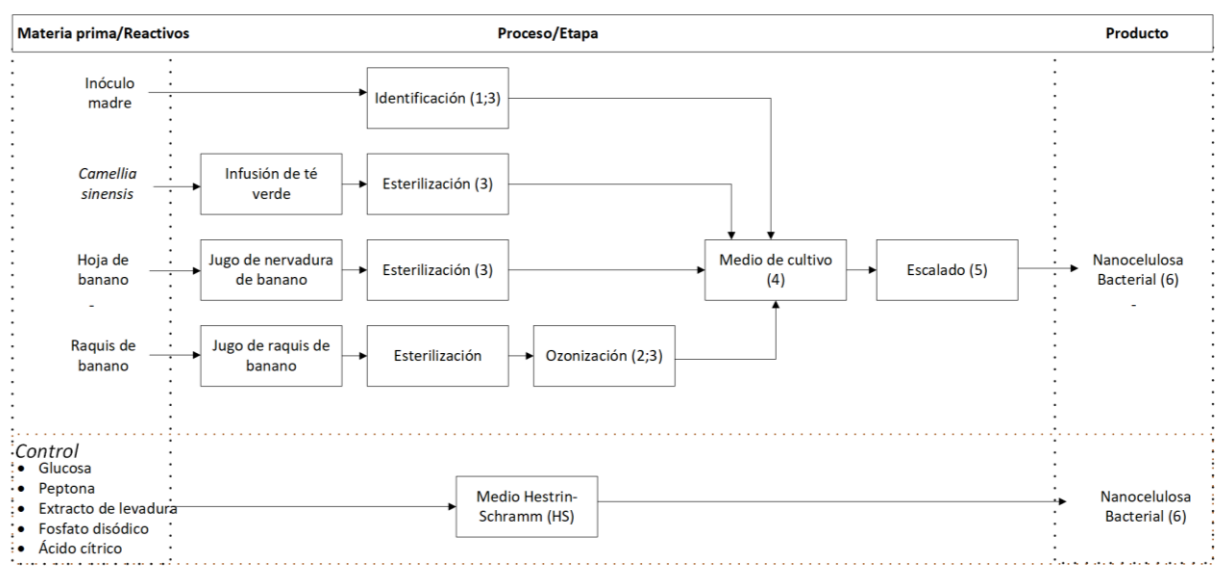 Materia prima/Reactivos
Proceso/Etapa
Producto
Inóculo
madre
Identificación (1;3)
Camellia
sinensis
Infusión de té
verde
Esterilización (3)
Hoja de
banano
-
Jugo de nervadura
de banano
Esterilización (3)
Medio de cultivo
(4)
Escalado (5)
Nanocelulosa
Bacterial (6)
-
Raquis de
banano
Jugo de raquis de
banano
Esterilización
Ozonización (2;3)
Control
• Glucosa
• Peptona
• Extracto de levadura
• Fosfato disódico
• Ácido cítrico
Medio Hestrin-
Schramm (HS)
Nanocelulosa
Bacterial (6)